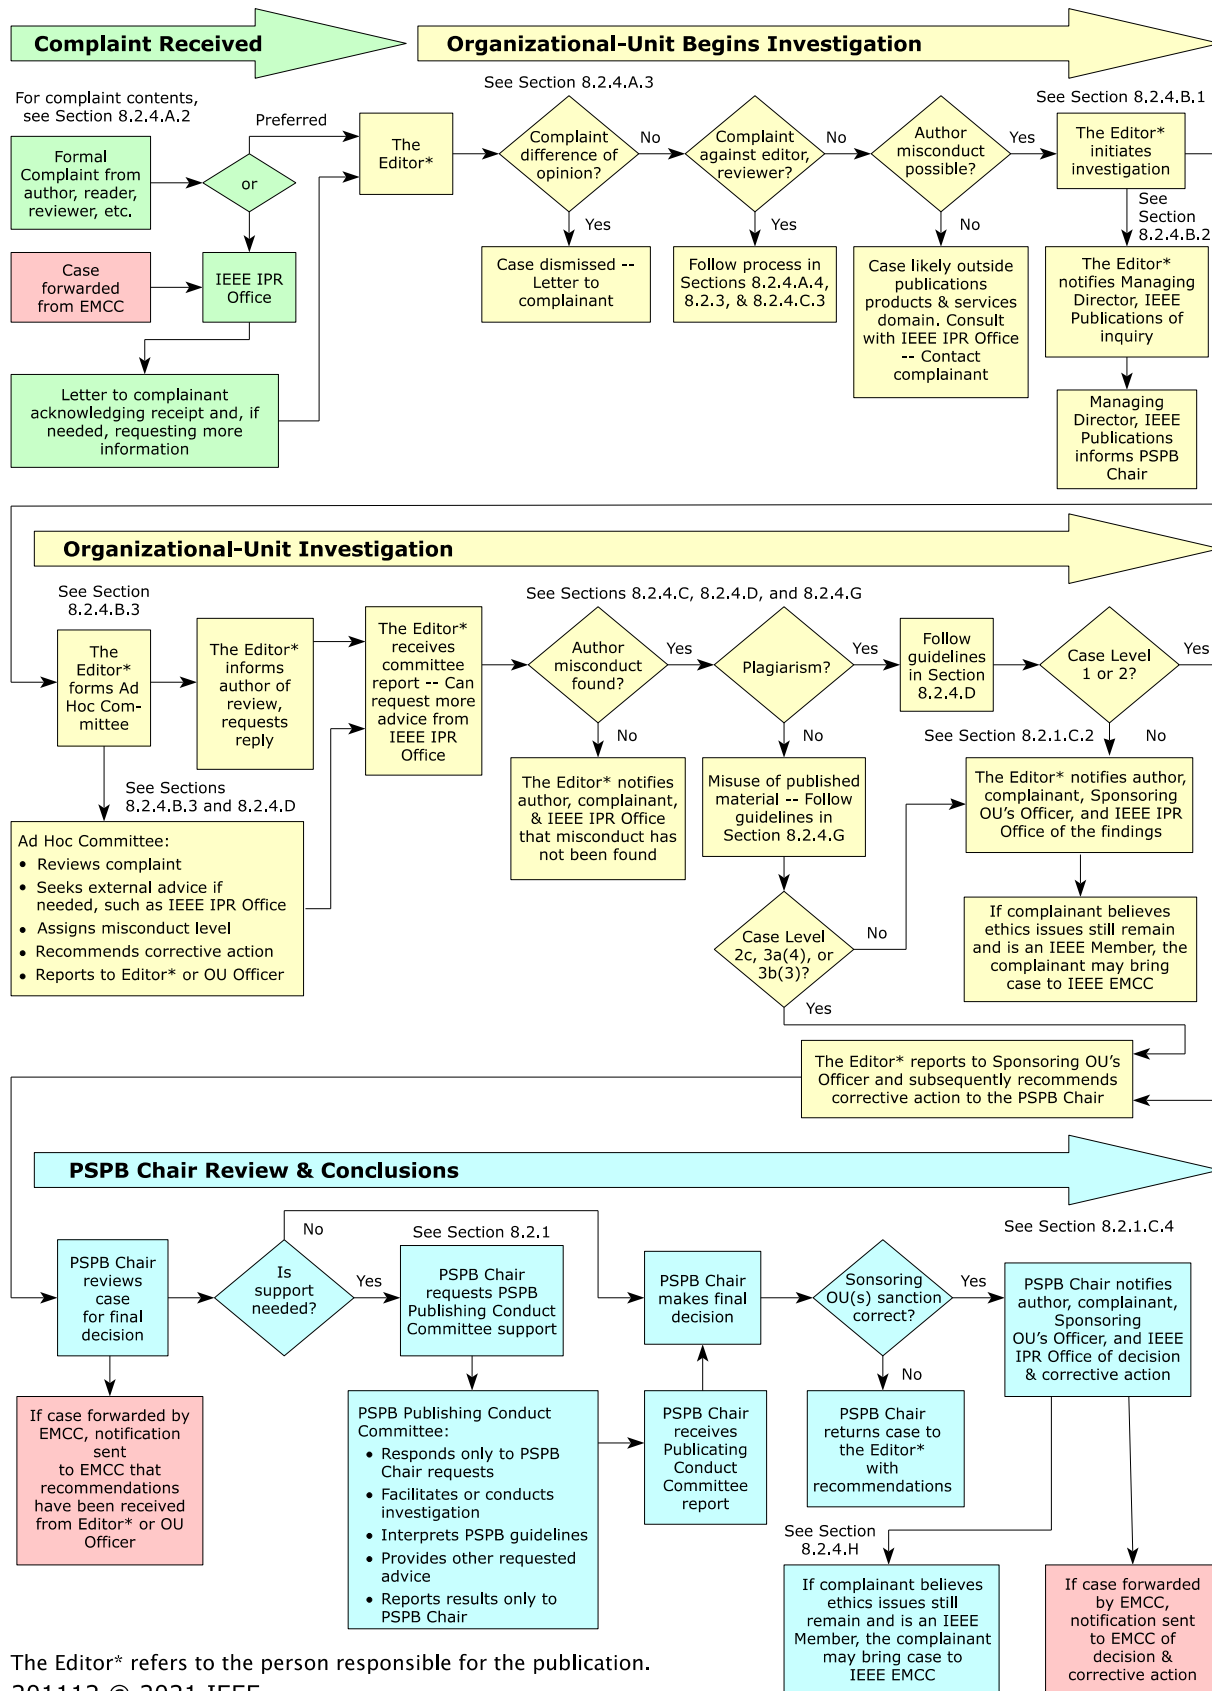 Complaint Received
Organizational-Unit Begins Investigation
For complaint contents,
see Section 8.2.4.A.2
Formal
Complaint from
author, reader,
reviewer, etc.
or
Preferred
Case
forwarded
from EMCC
IEEE IPR
Office
Letter to complainant
acknowledging receipt and, if
needed, requesting more
information
The
Editor*
See Section 8.2.4.A.3
Complaint
difference of
opinion?
No
Yes
Case dismissed --
Letter to
complainant
Complaint
against editor,
reviewer?
No
Yes
Follow process in
Sections 8.2.4.A.4,
8.2.3, & 8.2.4.C.3
Author
misconduct
possible?
Yes
No
Case likely outside
publications
products & services
domain. Consult
with IEEE IPR Office
-- Contact
complainant
See Section 8.2.4.B.1
The Editor*
initiates
investigation
See
Section
8.2.4.B.2
The Editor*
notifies Managing
Director, IEEE
Publications of
inquiry
Managing
Director, IEEE
Publications
informs PSPB
Chair
Organizational-Unit Investigation
See Section
8.2.4.B.3
The
Editor*
forms Ad
Hoc Com-
mittee
The Editor*
informs
author of
review,
requests
reply
See Sections
8.2.4.B.3 and 8.2.4.D
Ad Hoc Committee:
• Reviews complaint
• Seeks external advice if
needed, such as IEEE IPR Office
• Assigns misconduct level
• Recommends corrective action
• Reports to Editor* or OU Officer
The Editor*
receives
committee
report -- Can
request more
advice from
IEEE IPR
Office
See Sections 8.2.4.C, 8.2.4.D, and 8.2.4.G
Author
misconduct
found?
Yes
No
The Editor* notifies
author, complainant,
& IEEE IPR Office
that misconduct has
not been found
Plagiarism?
Yes
No
Misuse of published
material -- Follow
guidelines in
Section 8.2.4.G
Case Level
2c, 3a(4), or
3b(3)?
No
Yes
Follow
guidelines
in Section
8.2.4.D
Case Level
1 or 2?
Yes
No
See Section 8.2.1.C.2
The Editor* notifies author,
complainant, Sponsoring
OU's Officer, and IEEE IPR
Office of the findings
If complainant believes
ethics issues still remain
and is an IEEE Member, the
complainant may bring
case to IEEE EMCC
The Editor* reports to Sponsoring OU's
Officer and subsequently recommends
corrective action to the PSPB Chair
PSPB Chair Review & Conclusions
PSPB Chair
reviews
case
for final
decision
If case forwarded by
EMCC, notification
sent
to EMCC that
recommendations
have been received
from Editor* or OU
Officer
Is
support
needed?
No
Yes
See Section 8.2.1
PSPB Chair
requests PSPB
Publishing Conduct
Committee support
PSPB Publishing Conduct
Committee:
• Responds only to PSPB
Chair requests
• Facilitates or conducts
investigation
• Interprets PSPB guidelines
• Provides other requested
advice
• Reports results only to
PSPB Chair
PSPB Chair
makes final
decision
PSPB Chair
receives
Publicating
Conduct
Committee
report
Sonsoring
OU(s) sanction
correct?
Yes
No
PSPB Chair
returns case to
the Editor*
with
recommendations
See Section 8.2.1.C.4
PSPB Chair notifies
author, complainant,
Sponsoring
OU's Officer, and IEEE
IPR Office of decision
& corrective action
See Section
8.2.4.H
If complainant believes
ethics issues still
remain and is an IEEE
Member, the complainant
may bring case to
IEEE EMCC
If case forwarded
by EMCC,
notification sent
to EMCC of
decision &
corrective action
The Editor* refers to the person responsible for the publication.
201112 © 2021 IEEE